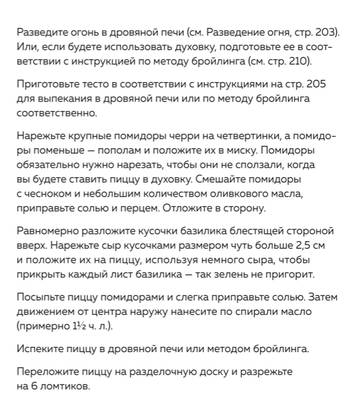 Разведите огонь в дровяной печи (см. Разведение огня, стр. 203).
Или, если будете использовать духовку, подготовьте ее в соот-
ветствии с инструкцией по методу бройлинга (см. стр. 210).
Приготовьте тесто в соответствии с инструкциями на стр. 205
для выпекания в дровяной печи или по методу бройлинга
соответственно.
Нарежьте крупные помидоры черри на четвертинки, а помидо-
ры поменьше — пополам и положите их в миску. Помидоры
обязательно нужно нарезать, чтобы они не сползали, когда
вы будете ставить пиццу в духовку. Смешайте помидоры
с чесноком и небольшим количеством оливкового масла,
приправьте солью и перцем. Отложите в сторону.
Равномерно разложите кусочки базилика блестящей стороной
вверх. Нарежьте сыр кусочками размером чуть больше 2,5 см
и положите их на пиццу, используя немного сыра, чтобы
прикрыть каждый лист базилика — так зелень не пригорит.
Посыпьте пиццу помидорами и слегка приправьте солью. Затем
движением от центра наружу нанесите по спирали масло
(примерно 1½ ч. л.).
Испеките пиццу в дровяной печи или методом бройлинга.
Переложите пиццу на разделочную доску и разрежьте
на 6 ломтиков.